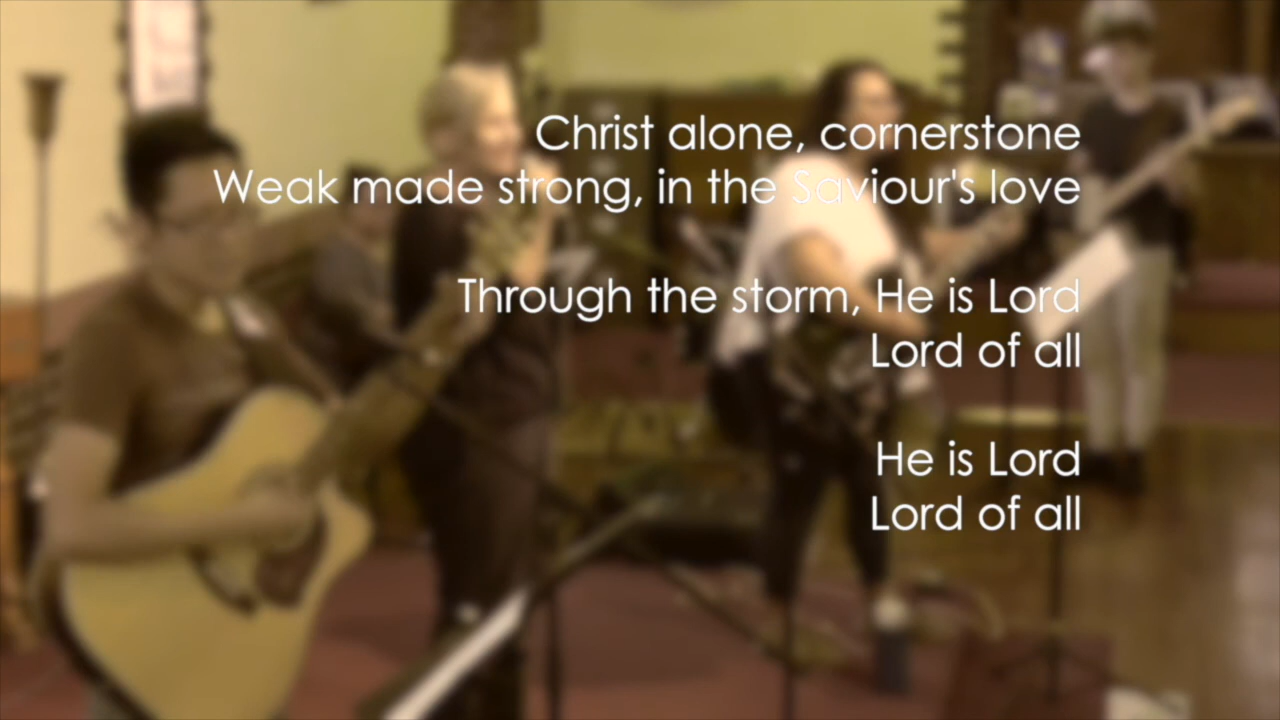 Christ alone, cornerstone
Weak made strong, in the Saviour's love
Through the storm, He is Lord
Lord of all
He is Lord
Lord of all